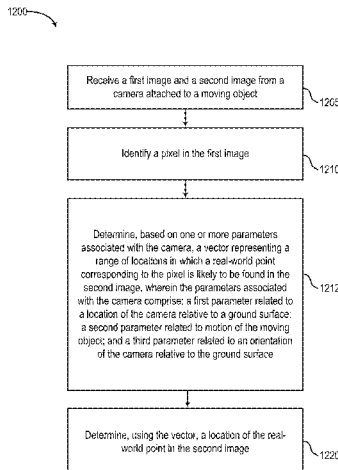 1200
Receive a first image and a second image from a
camera attached to a moving object
1205
Identify a pixel in the first image
1210
Determine, based on one or more parameters
associated with the camera, a vector representing a
range of locations in which a real-world point
corresponding to the pixel is likely to be found in the
second image, wherein the parameters associated
with the camera comprise: a first parameter related to
a location of the camera relative to a ground surface;
a second parameter related to motion of the moving
object; and a third parameter related to an orientation
of the camera relative to the ground surface
1212
Determine, using the vector, a location of the real-
world point in the second image
1220